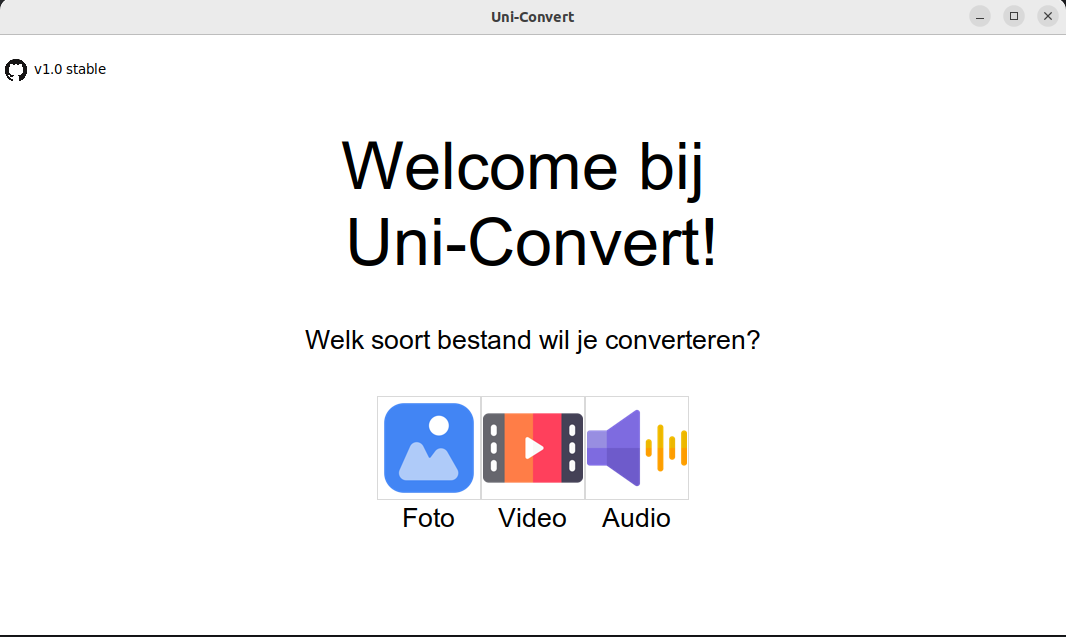 Uni-Convert
v1.0 stable
Welcome bij
Uni-Convert!
Welk soort bestand wil je converteren?
Foto Video Audio